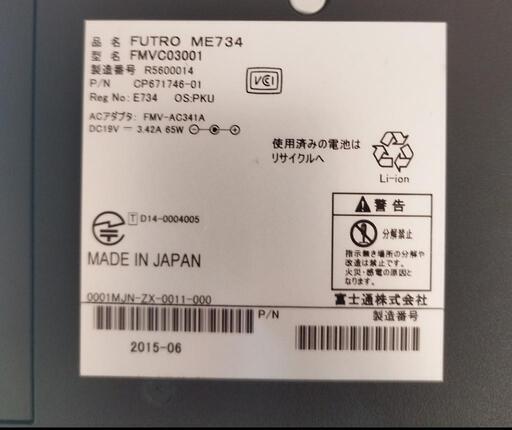 品 名 FUTRO ME734
型 名 FMVC03001
製造番号 R5600014
P/N CP671746-01
Reg No: E734 OS:PKU
VCI
ACアダプタ: FMV-AC341A
DC19V ⎓ 3.42A 65W
使用済みの電池は
リサイクルへ
Li-ion
T D14-0004005
MADE IN JAPAN
警告
分解禁止
指示無き場所の分解や
改造は禁止です。
火災・感電の原因と
なります。
0001MJN-ZX-0011-000
富士通株式会社
P/N
製造番号
2015-06